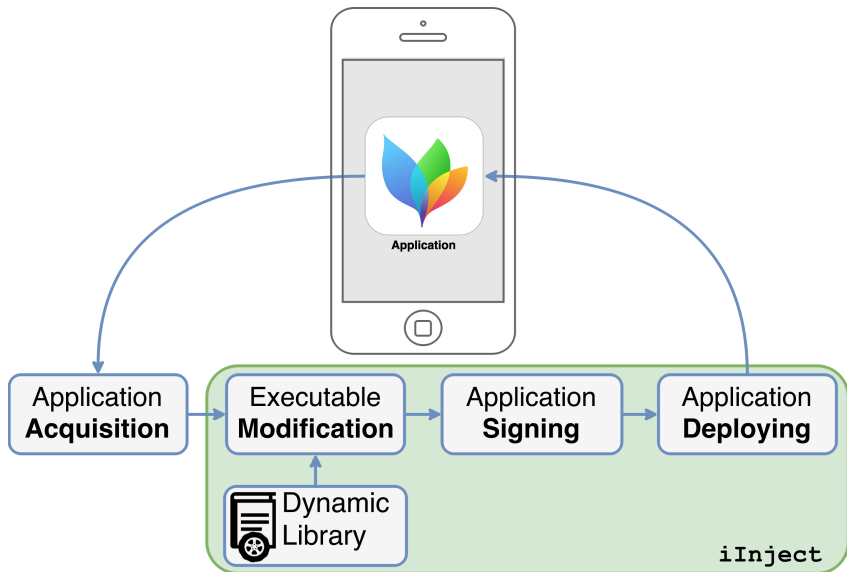 Application
Application
Acquisition
Executable
Modification
Application
Signing
Application
Deploying
Dynamic
Library
iInject